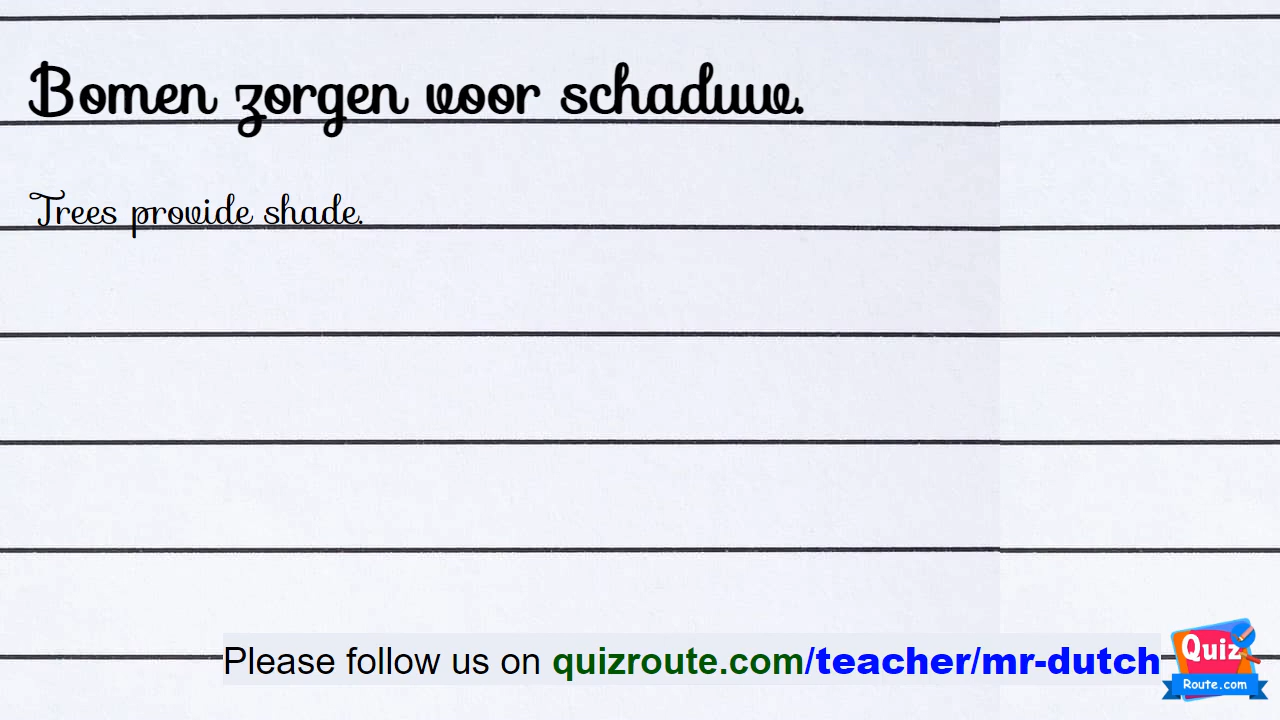 Bomen zorgen voor schaduw.
Trees provide shade.
Please follow us on quizroute.com/teacher/mr-dutch
Quiz
Route.com